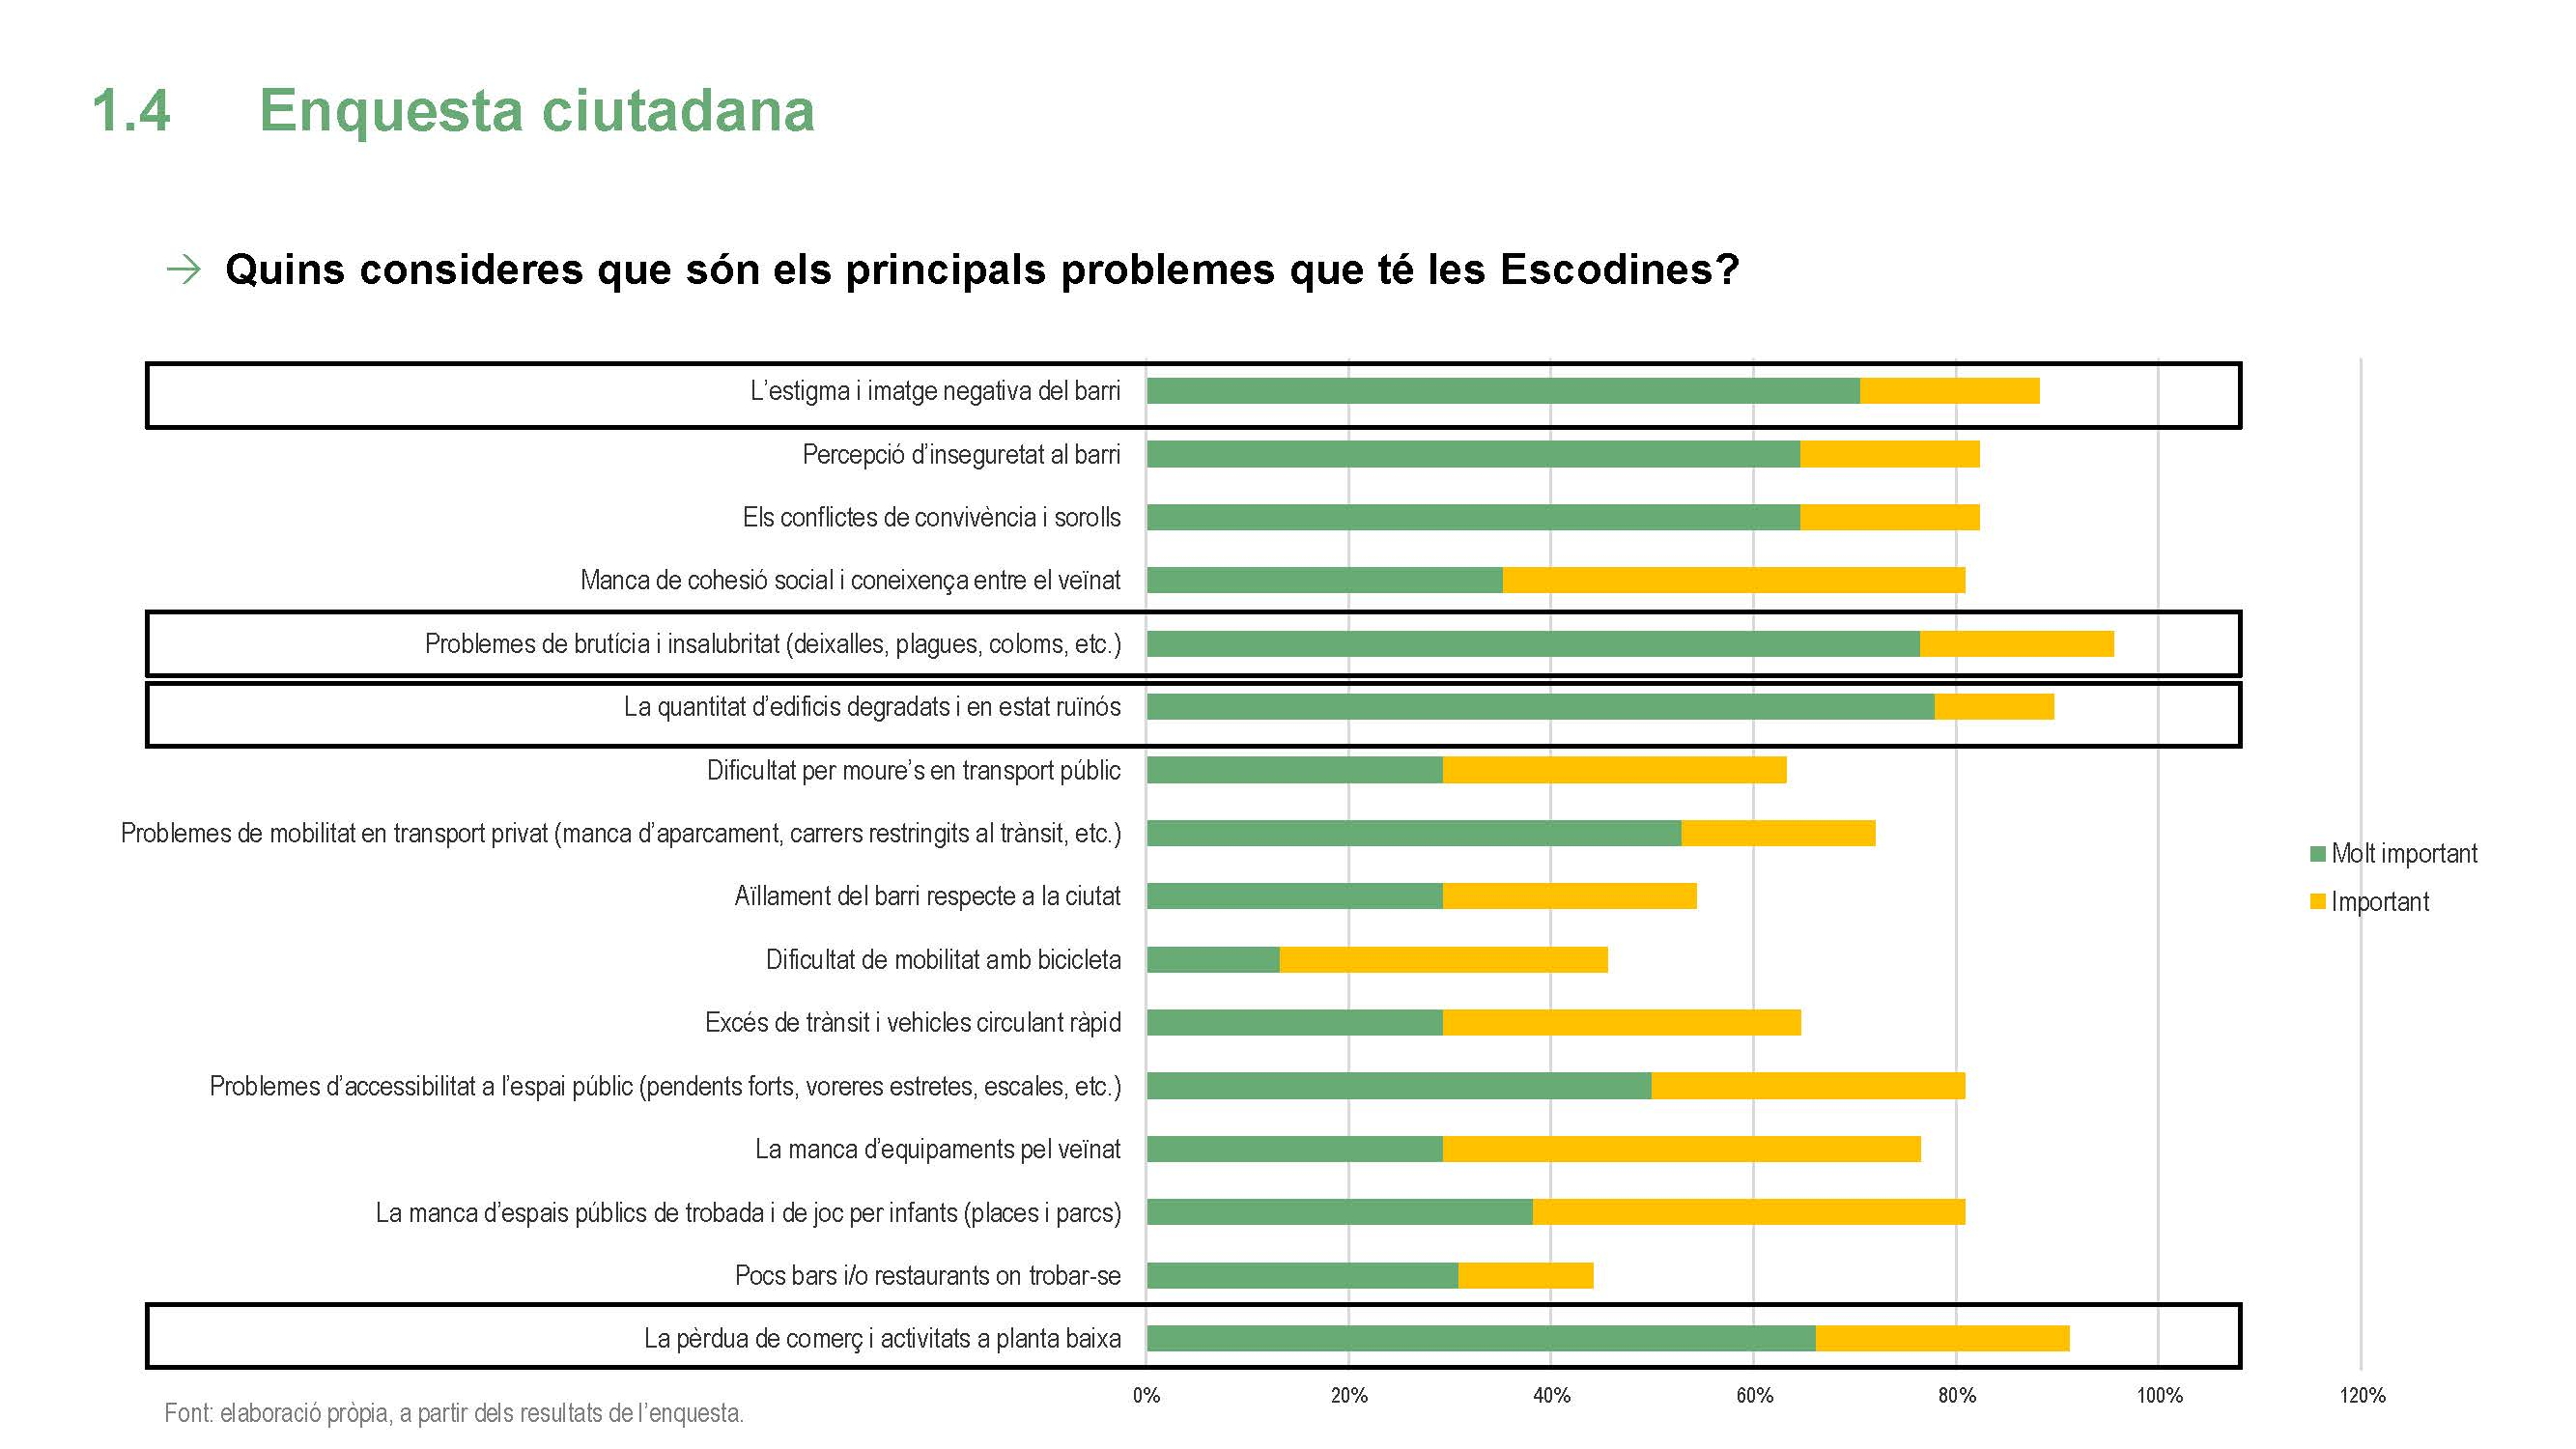 1.4 Enquesta ciutadana
→ Quins consideres que són els principals problemes que té les Escodines?
L’estigma i imatge negativa del barri
Percepció d’inseguretat al barri
Els conflictes de convivència i sorolls
Manca de cohesió social i coneixença entre el veïnat
Problemes de brutícia i insalubritat (deixalles, plagues, coloms, etc.)
La quantitat d’edificis degradats i en estat ruïnós
Dificultat per moure’s en transport públic
Problemes de mobilitat en transport privat (manca d’aparcament, carrers restringits al trànsit, etc.)
Aïllament del barri respecte a la ciutat
Dificultat de mobilitat amb bicicleta
Excés de trànsit i vehicles circulant ràpid
Problemes d’accessibilitat a l’espai públic (pendents forts, voreres estretes, escales, etc.)
La manca d’equipaments pel veïnat
La manca d’espais públics de trobada i de joc per infants (places i parcs)
Pocs bars i/o restaurants on trobar-se
La pèrdua de comerç i activitats a planta baixa
0% 20% 40% 60% 80% 100% 120%
Molt important
Important
Font: elaboració pròpia, a partir dels resultats de l’enquesta.